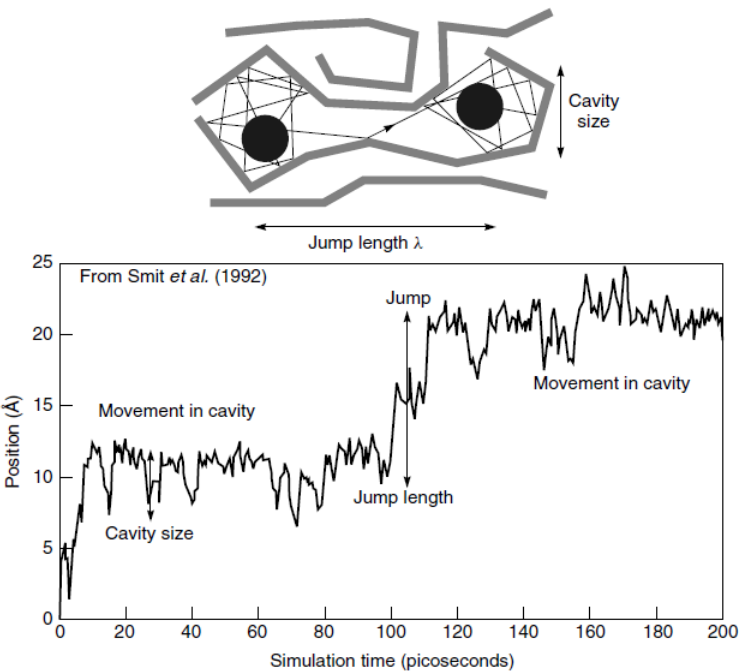 Cavity
size
Jump length λ
From Smit et al. (1992)
Jump
Movement in cavity
Movement in cavity
Jump length
Cavity size
Position (Å)
25
20
15
10
5
0
0 20 40 60 80 100 120 140 160 180 200
Simulation time (picoseconds)